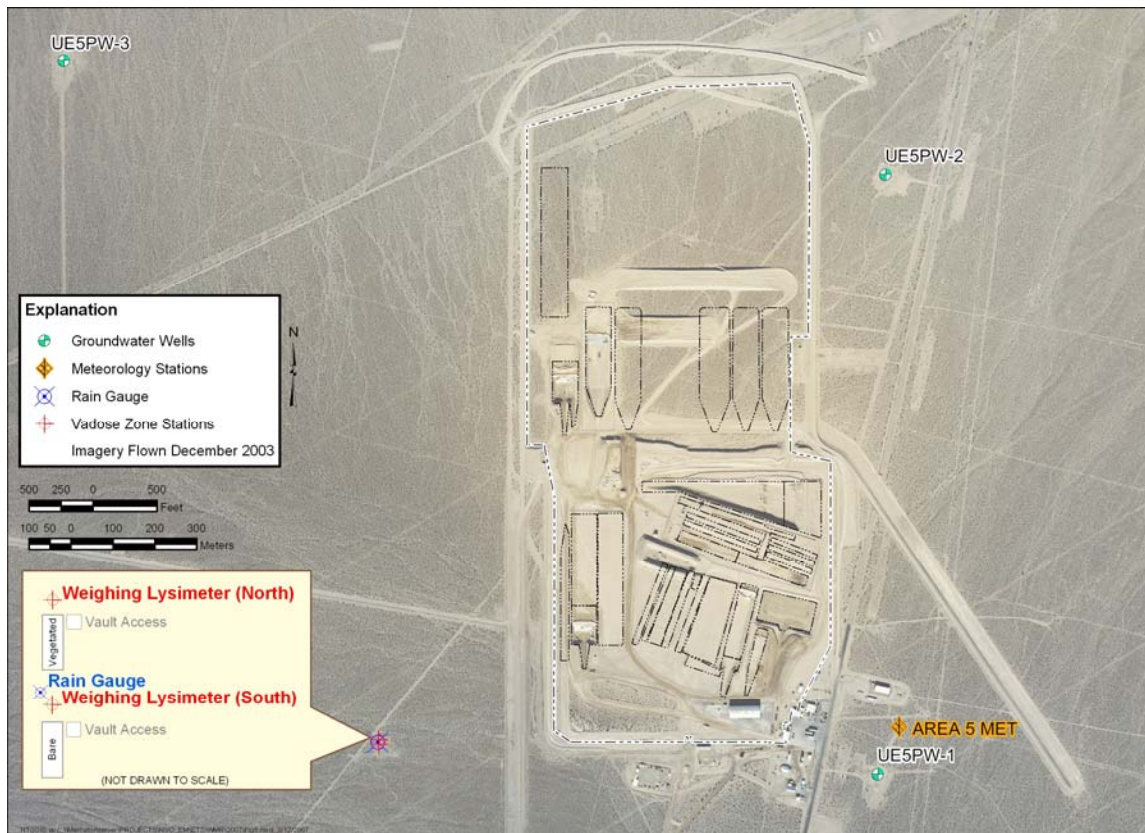 UE5PW-3
UE5PW-2
Explanation
Groundwater Wells
Meteorology Stations
Rain Gauge
Vadose Zone Stations
Imagery Flown December 2003
N
500 250 0 500
Feet
100 50 0 100 200 300
Meters
Weighing Lysimeter (North)
Vault Access
Vegetated
Rain Gauge
Weighing Lysimeter (South)
Vault Access
Bare
(NOT DRAWN TO SCALE)
AREA 5 MET
UE5PW-1